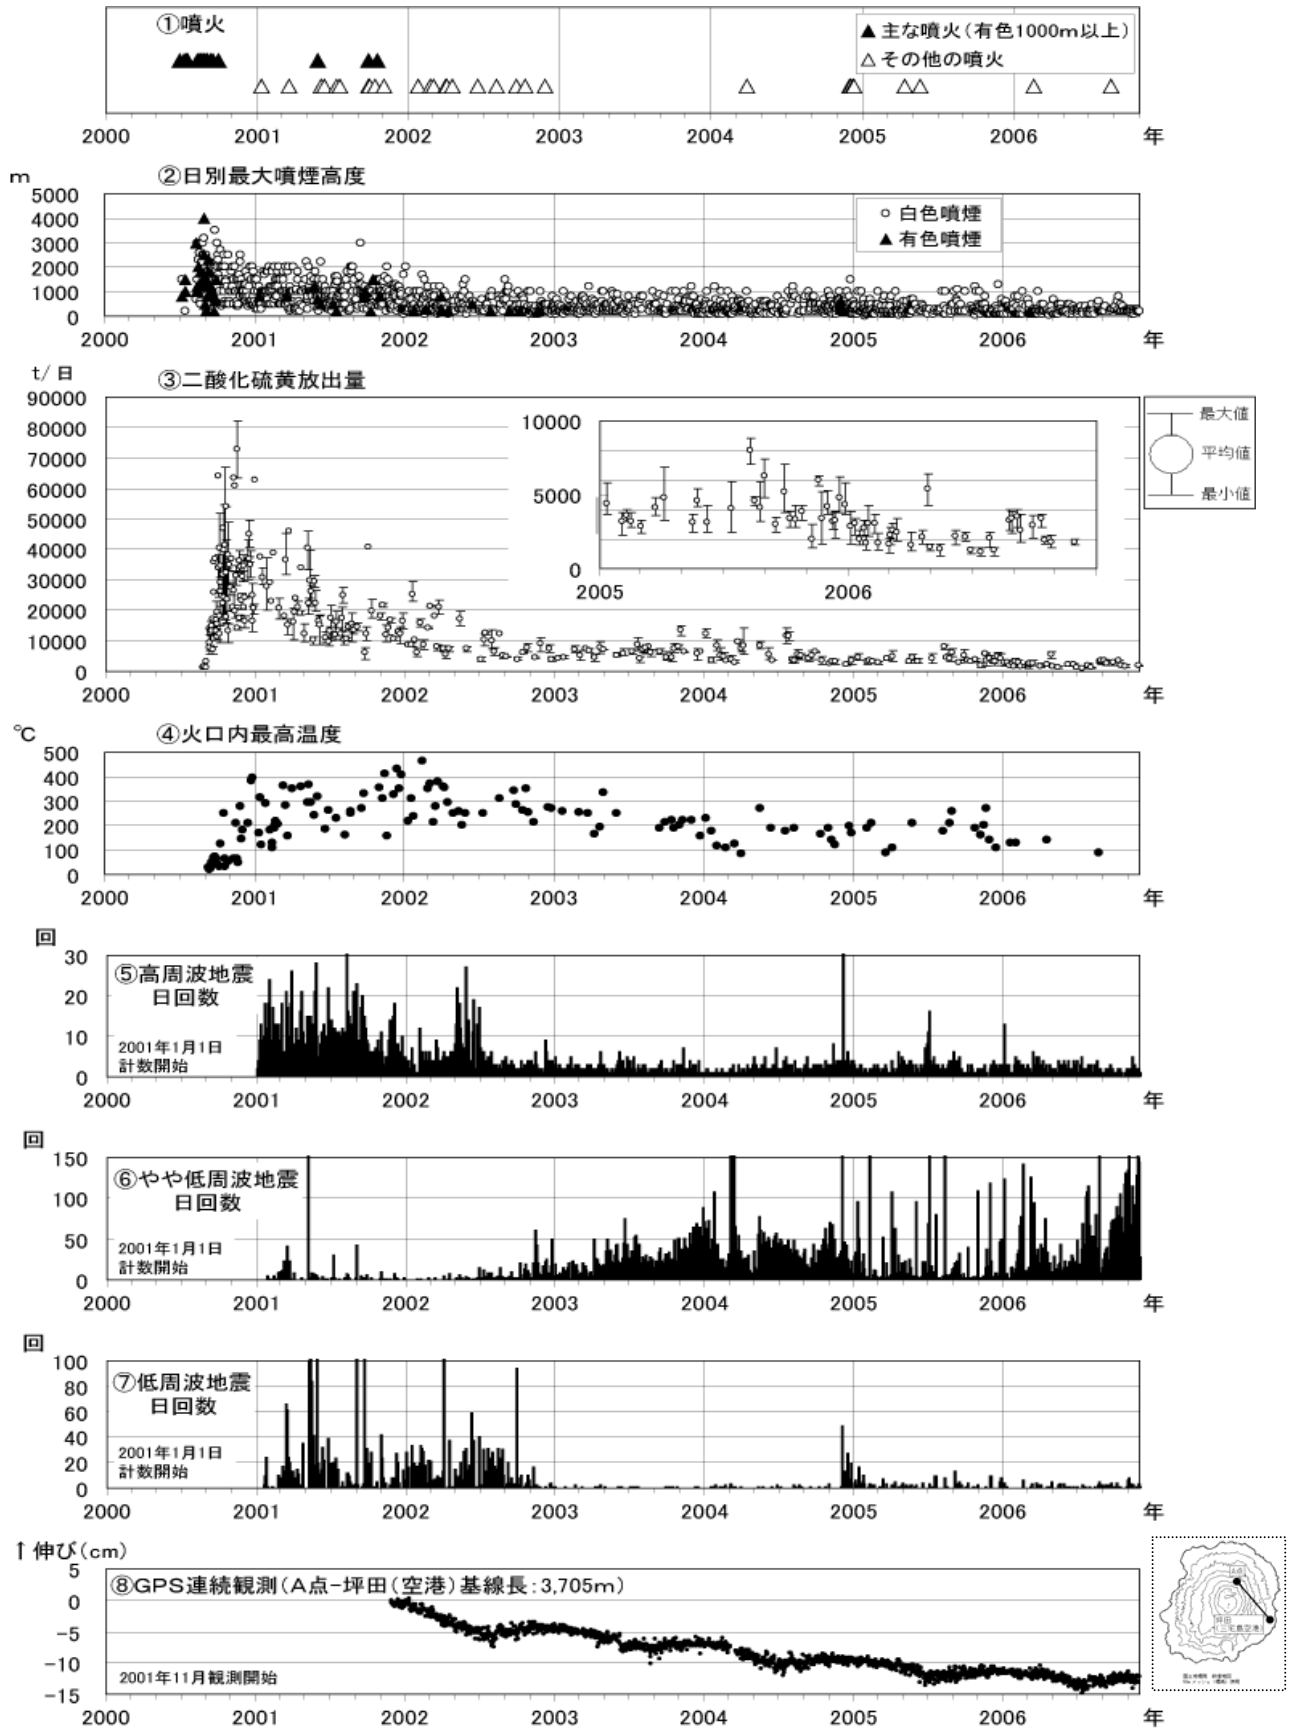 ①噴火
▲ 主な噴火（有色1000m以上）
△ その他の噴火
2000 2001 2002 2003 2004 2005 2006 年
m
②日別最大噴煙高度
○ 白色噴煙
▲ 有色噴煙
5000
4000
3000
2000
1000
0
2000 2001 2002 2003 2004 2005 2006 年
t/日
③二酸化硫黄放出量
90000
80000
70000
60000
50000
40000
30000
20000
10000
0
10000
5000
0
2005 2006
最大値
平均値
最小値
2000 2001 2002 2003 2004 2005 2006 年
℃
④火口内最高温度
500
400
300
200
100
0
2000 2001 2002 2003 2004 2005 2006 年
回
⑤高周波地震
日回数
2001年1月1日
計数開始
30
20
10
0
2000 2001 2002 2003 2004 2005 2006 年
回
⑥やや低周波地震
日回数
2001年1月1日
計数開始
150
100
50
0
2000 2001 2002 2003 2004 2005 2006 年
回
⑦低周波地震
日回数
2001年1月1日
計数開始
100
80
60
40
20
0
2000 2001 2002 2003 2004 2005 2006 年
↑伸び（cm）
⑧GPS連続観測（A点−坪田（空港）基線長：3,705m）
2001年11月観測開始
5
0
−5
−10
−15
2000 2001 2002 2003 2004 2005 2006 年
A点
坪田
（三宅島空港）